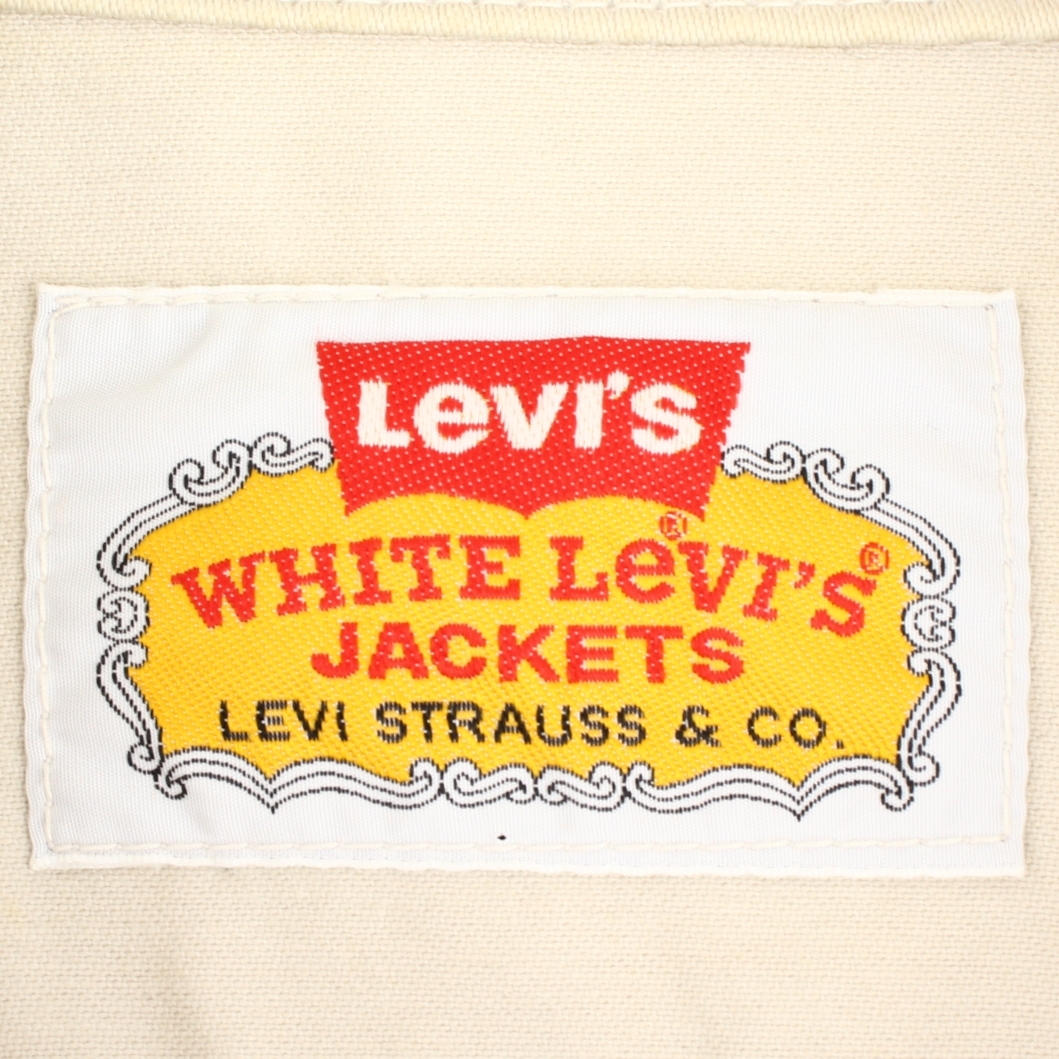 LEVI'S
WHITE LEVI'S®®
JACKETS
LEVI STRAUSS & CO.